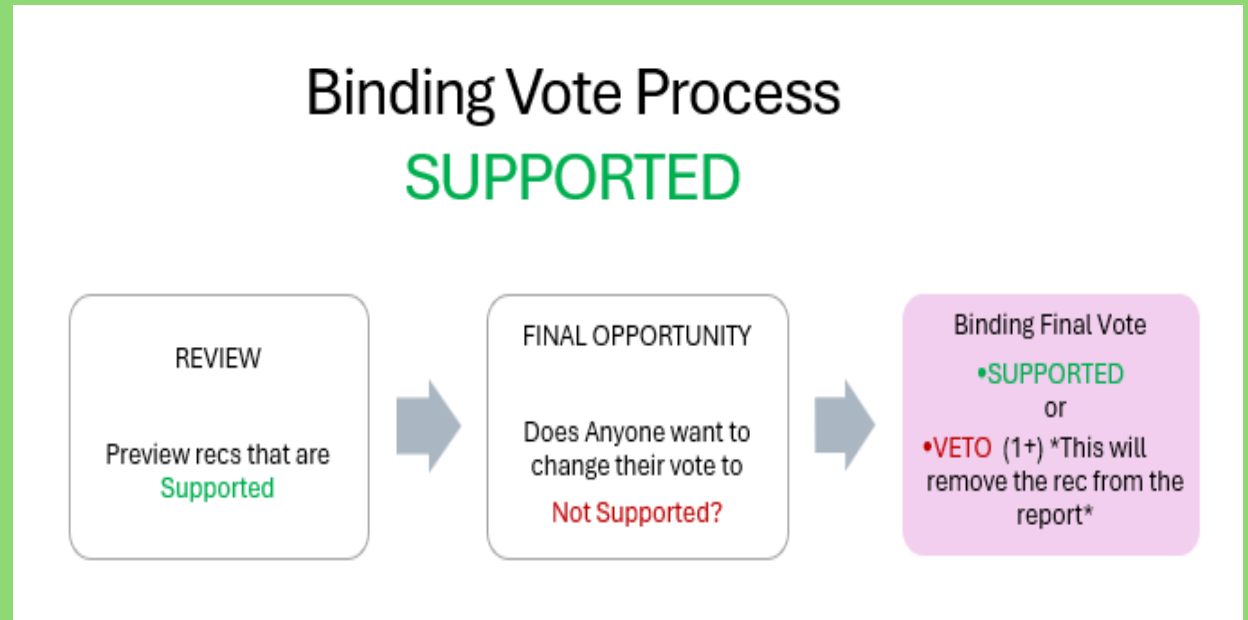 Binding Vote Process
SUPPORTED
REVIEW
Preview recs that are
Supported
FINAL OPPORTUNITY
Does Anyone want to
change their vote to
Not Supported?
Binding Final Vote
•SUPPORTED
or
•VETO (1+) *This will
remove the rec from the
report*